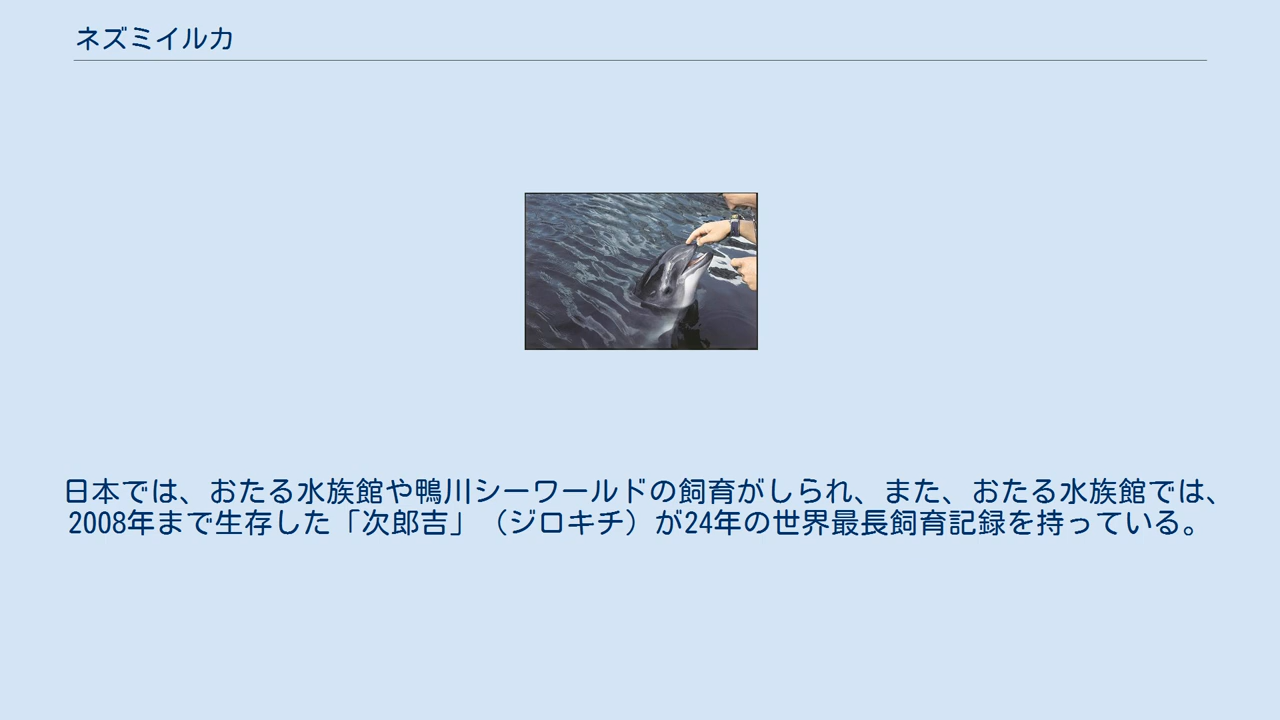 ネズミイルカ
日本では、おたる水族館や鴨川シーワールドの飼育がしられ、また、おたる水族館では、
2008年まで生存した「次郎吉」（ジロキチ）が24年の世界最長飼育記録を持っている。